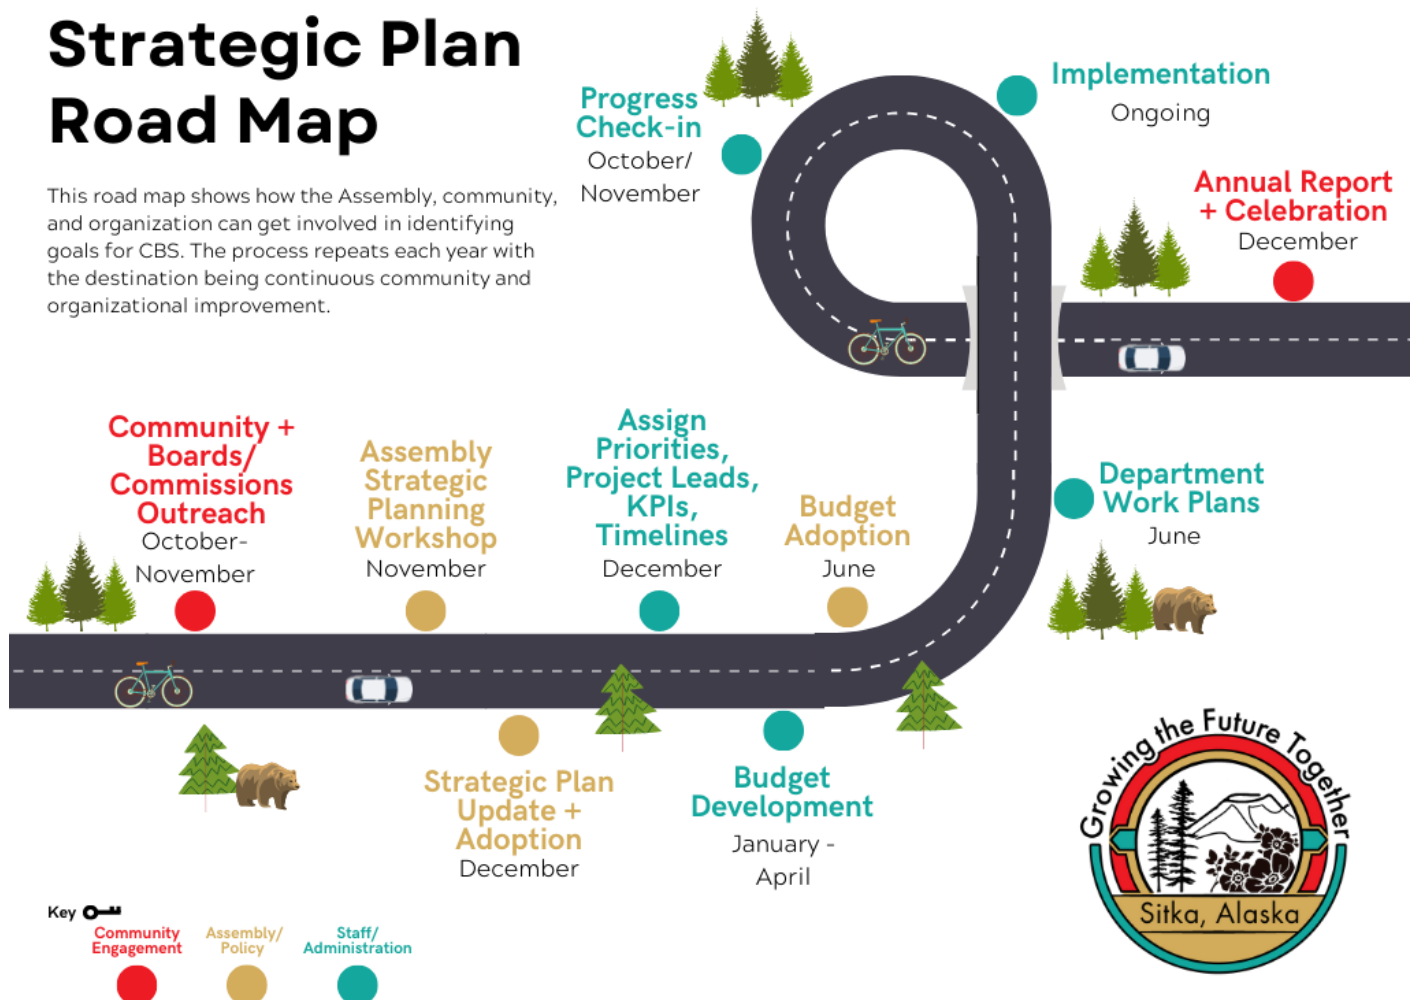 Strategic Plan
Road Map
This road map shows how the Assembly, community,
and organization can get involved in identifying
goals for CBS. The process repeats each year with
the destination being continuous community and
organizational improvement.
Progress
Check-in
October/
November
Implementation
Ongoing
Annual Report
+ Celebration
December
Community +
Boards/
Commissions
Outreach
October-
November
Assembly
Strategic
Planning
Workshop
November
Assign
Priorities,
Project Leads,
KPIs,
Timelines
December
Budget
Adoption
June
Department
Work Plans
June
Strategic Plan
Update +
Adoption
December
Budget
Development
January -
April
Growing the Future Together
Sitka, Alaska
Key
Community
Engagement
Assembly/
Policy
Staff/
Administration